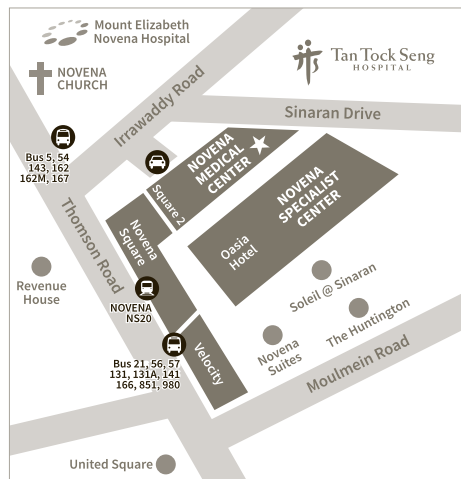 Mount Elizabeth
Novena Hospital
Tan Tock Seng
HOSPITAL
NOVENA
CHURCH
Irrawaddy Road
Sinaran Drive
Bus 5, 54
143, 162
162M, 167
NOVENA
MEDICAL
CENTER
Square 2
NOVENA
SPECIALIST
CENTER
Thomson Road
Novena
Square
Oasia
Hotel
Revenue
House
NOVENA
NS20
Soleil @ Sinaran
The Huntington
Novena
Suites
Bus 21, 56, 57
131, 131A, 141
166, 851, 980
Velocity
Moulmein Road
United Square